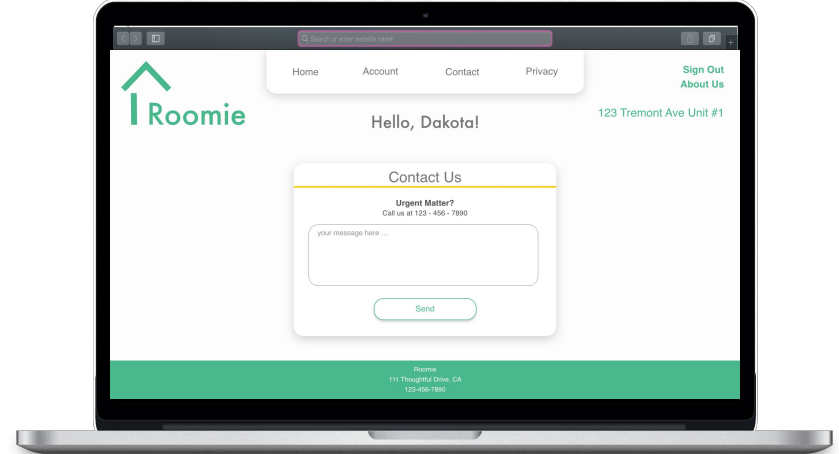 Search or enter website name
Home Account Contact Privacy
Sign Out
About Us
Roomie
123 Tremont Ave Unit #1
Hello, Dakota!
Contact Us
Urgent Matter?
Call us at 123 - 456 - 7890
your message here ...
Send
Roomie
111 Thoughtful Drive, CA
123-456-7890